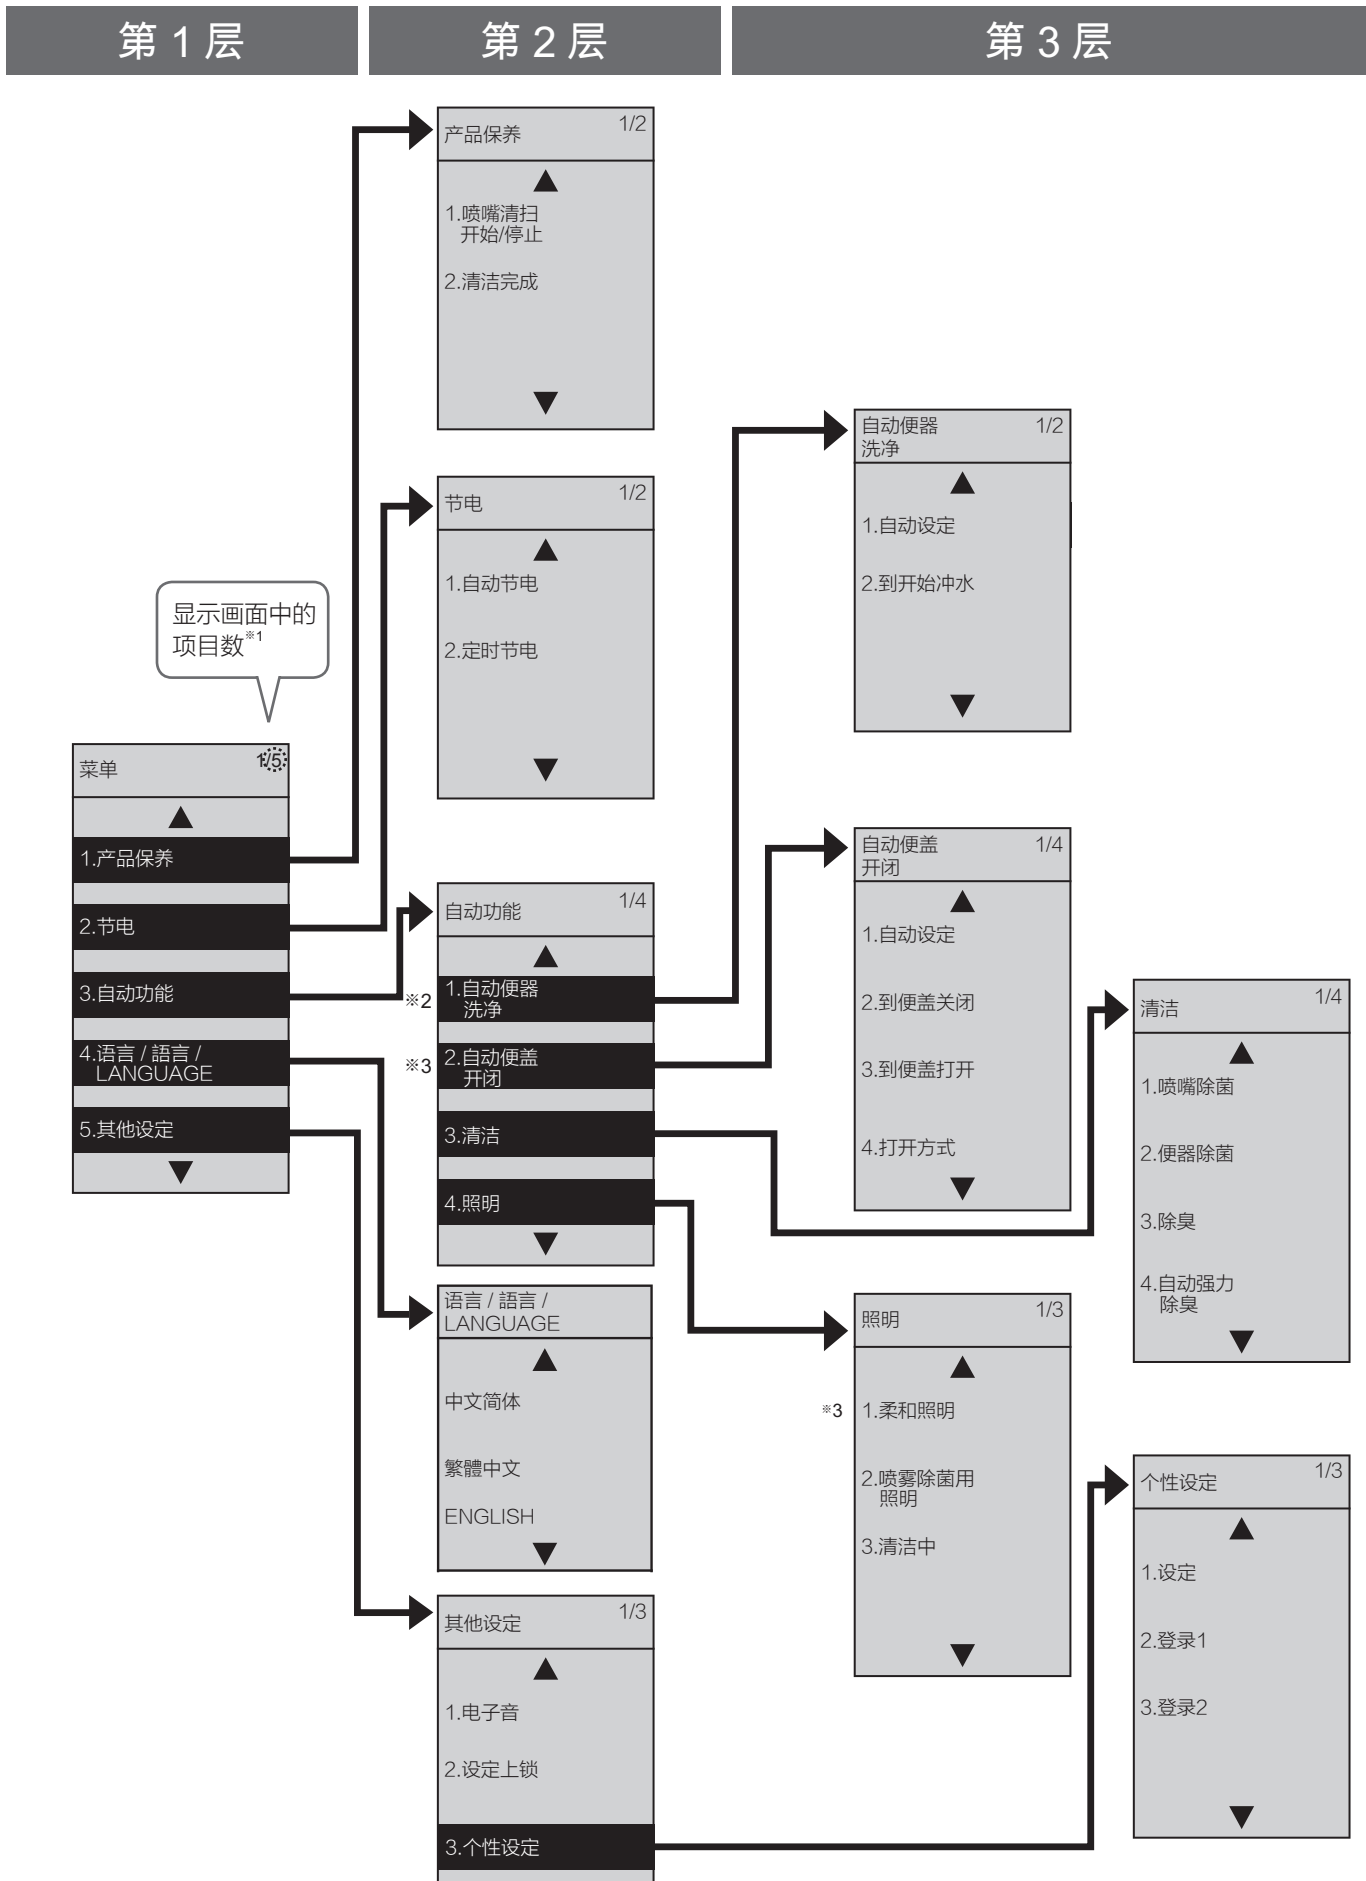 第 1 层
第 2 层
第 3 层
显示画面中的
项目数※1
菜单
1/5
1.产品保养
2.节电
3.自动功能
4.语言 / 語言 /
LANGUAGE
5.其他设定
产品保养
1/2
1.喷嘴清扫
开始/停止
2.清洁完成
节电
1/2
1.自动节电
2.定时节电
自动功能
1/4
※2
1.自动便器
洗净
※3
2.自动便盖
开闭
3.清洁
4.照明
语言 / 語言 /
LANGUAGE
中文简体
繁體中文
ENGLISH
其他设定
1/3
1.电子音
2.设定上锁
3.个性设定
自动便器
洗净
1/2
1.自动设定
2.到开始冲水
自动便盖
开闭
1/4
1.自动设定
2.到便盖关闭
3.到便盖打开
4.打开方式
清洁
1/4
1.喷嘴除菌
2.便器除菌
3.除臭
4.自动强力
除臭
照明
1/3
※3
1.柔和照明
2.喷雾除菌用
照明
3.清洁中
个性设定
1/3
1.设定
2.登录1
3.登录2